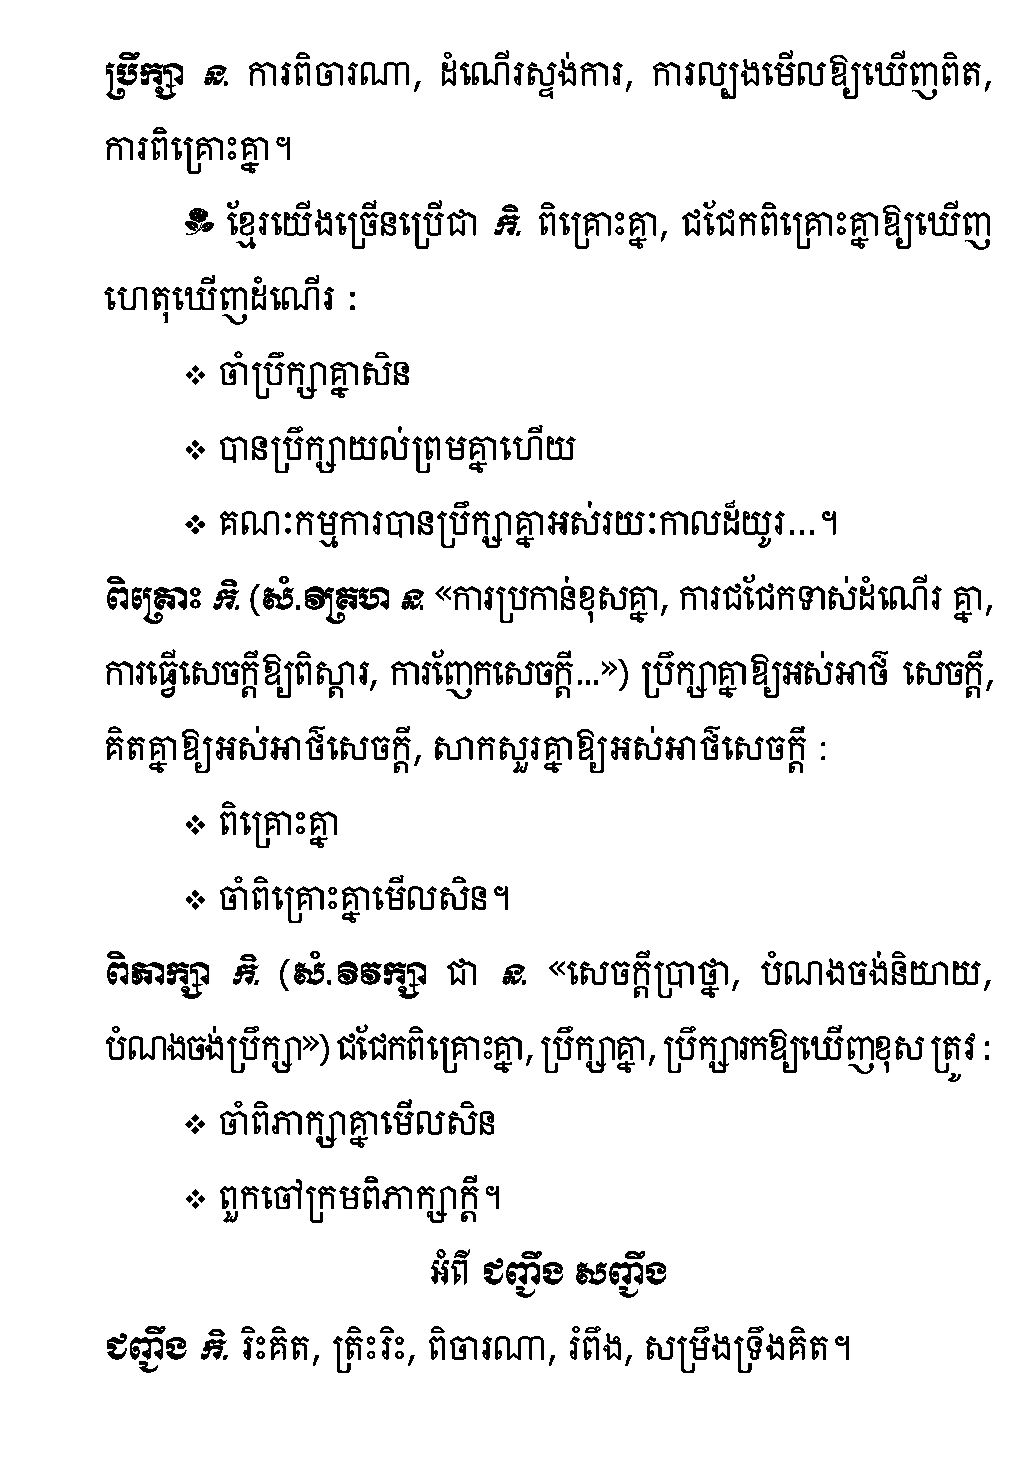 ប្រឹក្សា ន. ការពិចារណា, ដំណើរស្ទង់ការ, ការល្បងមើលឱ្យឃើញពិត,
ការពិគ្រោះគ្នា។
ខ្មែរយើងច្រើនប្រើជា កិ. ពិគ្រោះគ្នា, ជជែកពិគ្រោះគ្នាឱ្យឃើញ
ហេតុឃើញដំណើរ :
❖ ចាំប្រឹក្សាគ្នាសិន
❖ បានប្រឹក្សាយល់ព្រមគ្នាហើយ
❖ គណៈកម្មការបានប្រឹក្សាគ្នាអស់រយៈកាលដ៏យូរ...។
ពិគ្រោះ កិ. (សំ.វិគ្រហ ន. «ការប្រកាន់ខុសគ្នា, ការជជែកទាស់ដំណើរ គ្នា,
ការធ្វើសេចក្ដីឱ្យពិស្ដារ, ការញែកសេចក្ដី...») ប្រឹក្សាគ្នាឱ្យអស់អាថ៌ សេចក្ដី,
គិតគ្នាឱ្យអស់អាថ៌សេចក្ដី, សាកសួរគ្នាឱ្យអស់អាថ៌សេចក្ដី :
❖ ពិគ្រោះគ្នា
❖ ចាំពិគ្រោះគ្នាមើលសិន។
ពិភាក្សា កិ. (សំ.វិវក្សា ជា ន. «សេចក្ដីប្រាថ្នា, បំណងចង់និយាយ,
បំណងចង់ប្រឹក្សា») ជជែកពិគ្រោះគ្នា, ប្រឹក្សាគ្នា, ប្រឹក្សារកឱ្យឃើញខុស ត្រូវ :
❖ ចាំពិភាក្សាគ្នាមើលសិន
❖ ពួកចៅក្រមពិភាក្សាក្ដី។
អំពី ជញ្ជឹង សញ្ជឹង
ជញ្ជឹង កិ. រិះគិត, ត្រិះរិះ, ពិចារណា, រំពឹង, សម្រឹងទ្រឹងគិត។